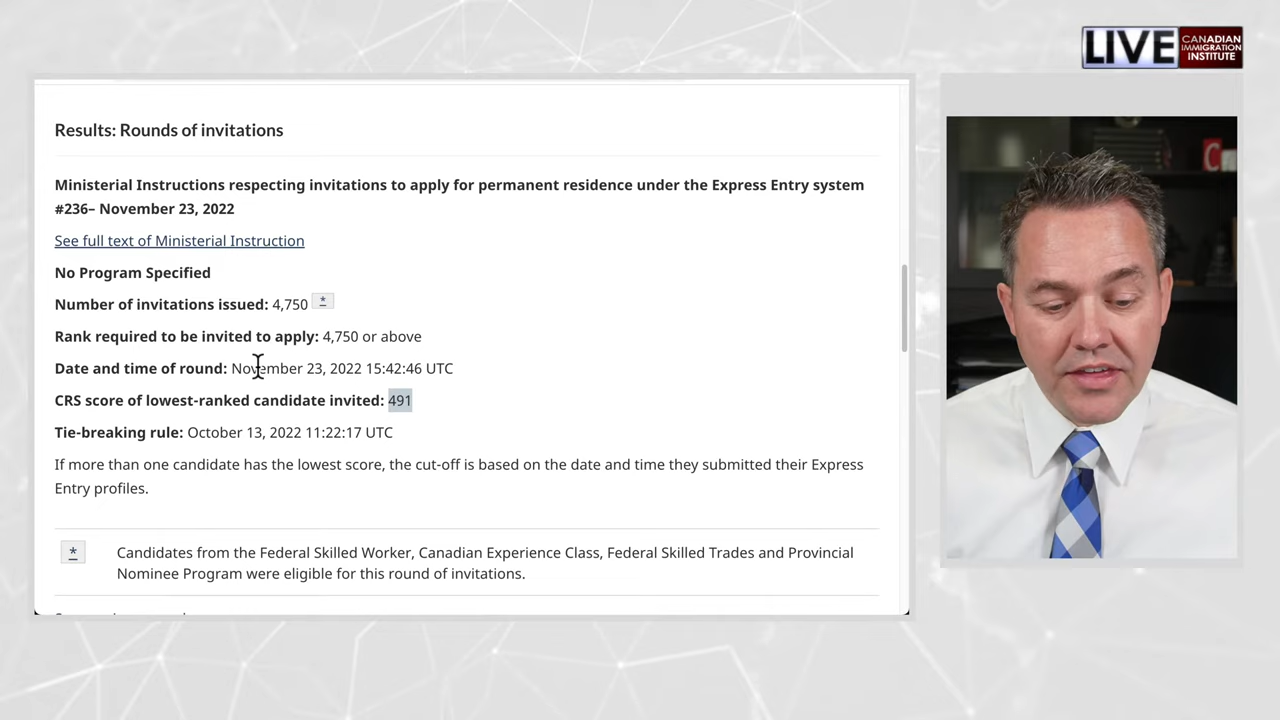 LIVE
CANADIAN
IMMIGRATION
INSTITUTE
Results: Rounds of invitations
Ministerial Instructions respecting invitations to apply for permanent residence under the Express Entry system
#236– November 23, 2022
See full text of Ministerial Instruction
No Program Specified
Number of invitations issued: 4,750 *
Rank required to be invited to apply: 4,750 or above
Date and time of round: November 23, 2022 15:42:46 UTC
CRS score of lowest-ranked candidate invited: 491
Tie-breaking rule: October 13, 2022 11:22:17 UTC
If more than one candidate has the lowest score, the cut-off is based on the date and time they submitted their Express
Entry profiles.
* Candidates from the Federal Skilled Worker, Canadian Experience Class, Federal Skilled Trades and Provincial
Nominee Program were eligible for this round of invitations.